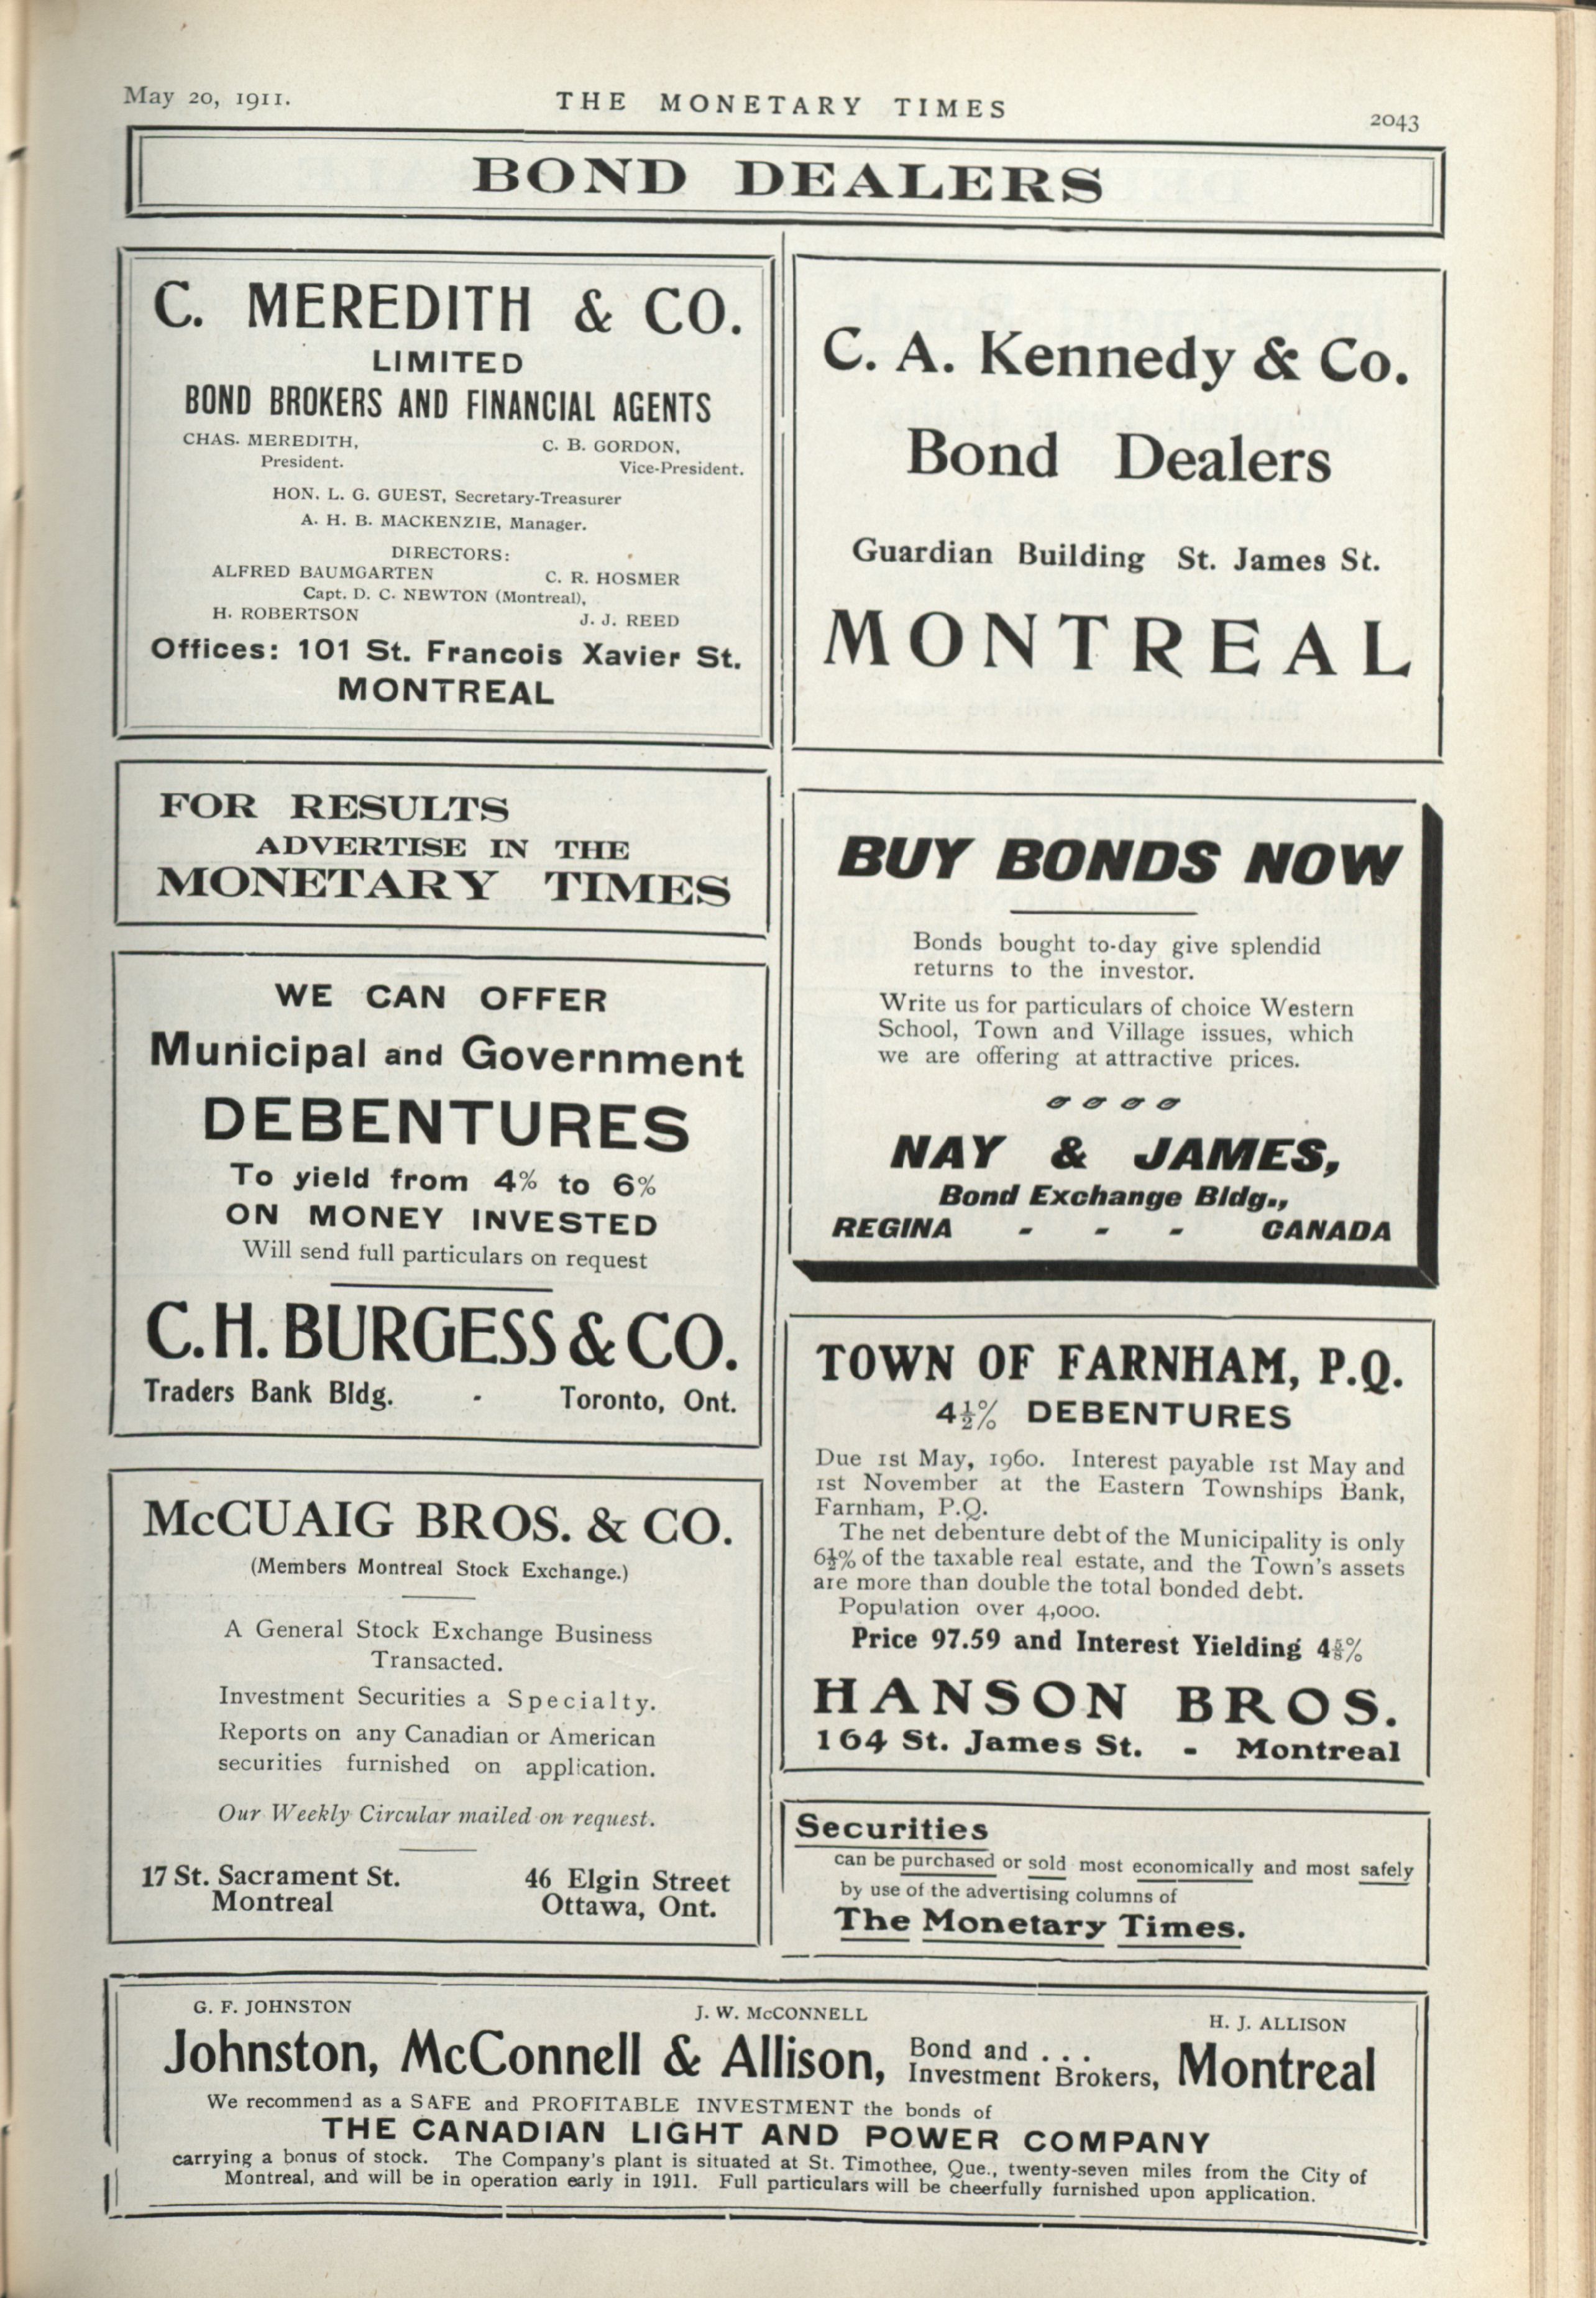 May 20, 1911.
THE MONETARY TIMES
2043
BOND DEALERS
C. MEREDITH & CO.
LIMITED
BOND BROKERS AND FINANCIAL AGENTS
CHAS. MEREDITH, C. B. GORDON,
President. Vice-President.
HON. L. G. GUEST, Secretary-Treasurer
A. H. B. MACKENZIE, Manager.
DIRECTORS:
ALFRED BAUMGARTEN C. R. HOSMER
Capt. D. C. NEWTON (Montreal),
H. ROBERTSON J. J. REED
Offices: 101 St. Francois Xavier St.
MONTREAL
FOR RESULTS
ADVERTISE IN THE
MONETARY TIMES
WE CAN OFFER
Municipal and Government
DEBENTURES
To yield from 4% to 6%
ON MONEY INVESTED
Will send full particulars on request
C. H. BURGESS & CO.
Traders Bank Bldg. - Toronto, Ont.
McCUAIG BROS. & CO.
(Members Montreal Stock Exchange.)
A General Stock Exchange Business
Transacted.
Investment Securities a Specialty.
Reports on any Canadian or American
securities furnished on application.
Our Weekly Circular mailed on request.
17 St. Sacrament St. 46 Elgin Street
Montreal Ottawa, Ont.
C. A. Kennedy & Co.
Bond Dealers
Guardian Building St. James St.
MONTREAL
BUY BONDS NOW
Bonds bought to-day give splendid
returns to the investor.
Write us for particulars of choice Western
School, Town and Village issues, which
we are offering at attractive prices.
NAY & JAMES,
Bond Exchange Bldg.,
REGINA - - - CANADA
TOWN OF FARNHAM, P.Q.
4½% DEBENTURES
Due 1st May, 1960. Interest payable 1st May and
1st November at the Eastern Townships Bank,
Farnham, P.Q.
The net debenture debt of the Municipality is only
6½% of the taxable real estate, and the Town's assets
are more than double the total bonded debt.
Population over 4,000.
Price 97.59 and Interest Yielding 4⅝%
HANSON BROS.
164 St. James St. - Montreal
Securities
can be purchased or sold most economically and most safely
by use of the advertising columns of
The Monetary Times.
G. F. JOHNSTON J. W. McCONNELL H. J. ALLISON
Johnston, McConnell & Allison, Bond and . . . Investment Brokers, Montreal
We recommend as a SAFE and PROFITABLE INVESTMENT the bonds of
THE CANADIAN LIGHT AND POWER COMPANY
carrying a bonus of stock. The Company's plant is situated at St. Timothee, Que., twenty-seven miles from the City of
Montreal, and will be in operation early in 1911. Full particulars will be cheerfully furnished upon application.